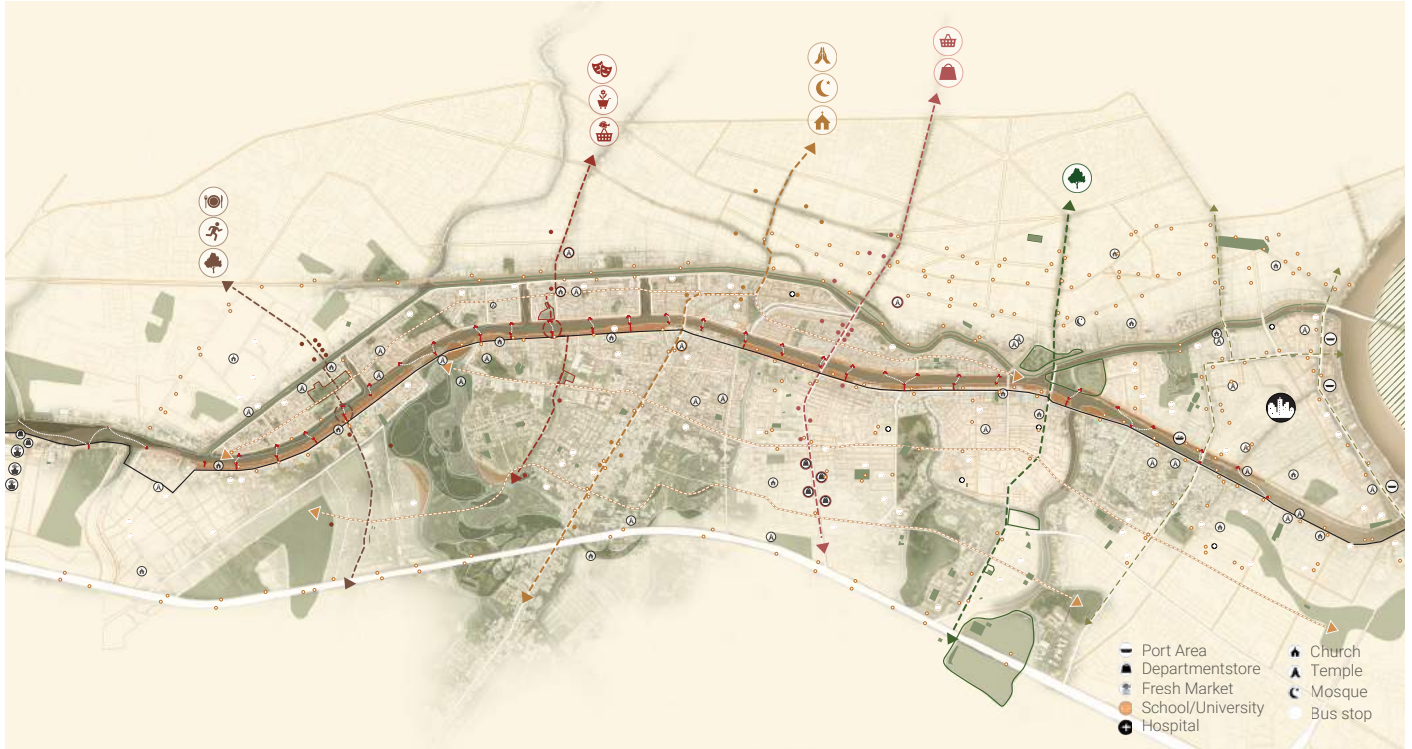 Port Area
Departmentstore
Fresh Market
School/University
Hospital
Church
Temple
Mosque
Bus stop